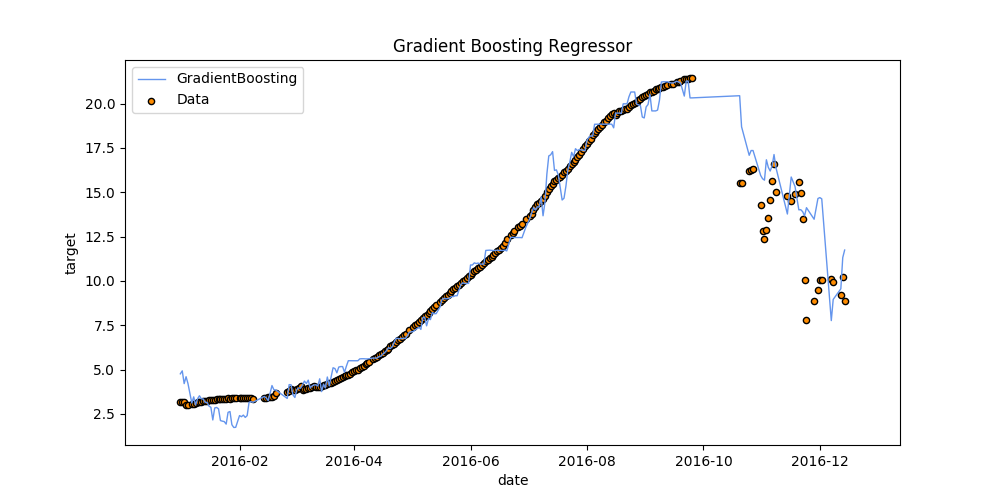 Gradient Boosting Regressor
GradientBoosting
Data
target
20.0
17.5
15.0
12.5
10.0
7.5
5.0
2.5
2016-02 2016-04 2016-06 2016-08 2016-10 2016-12
date